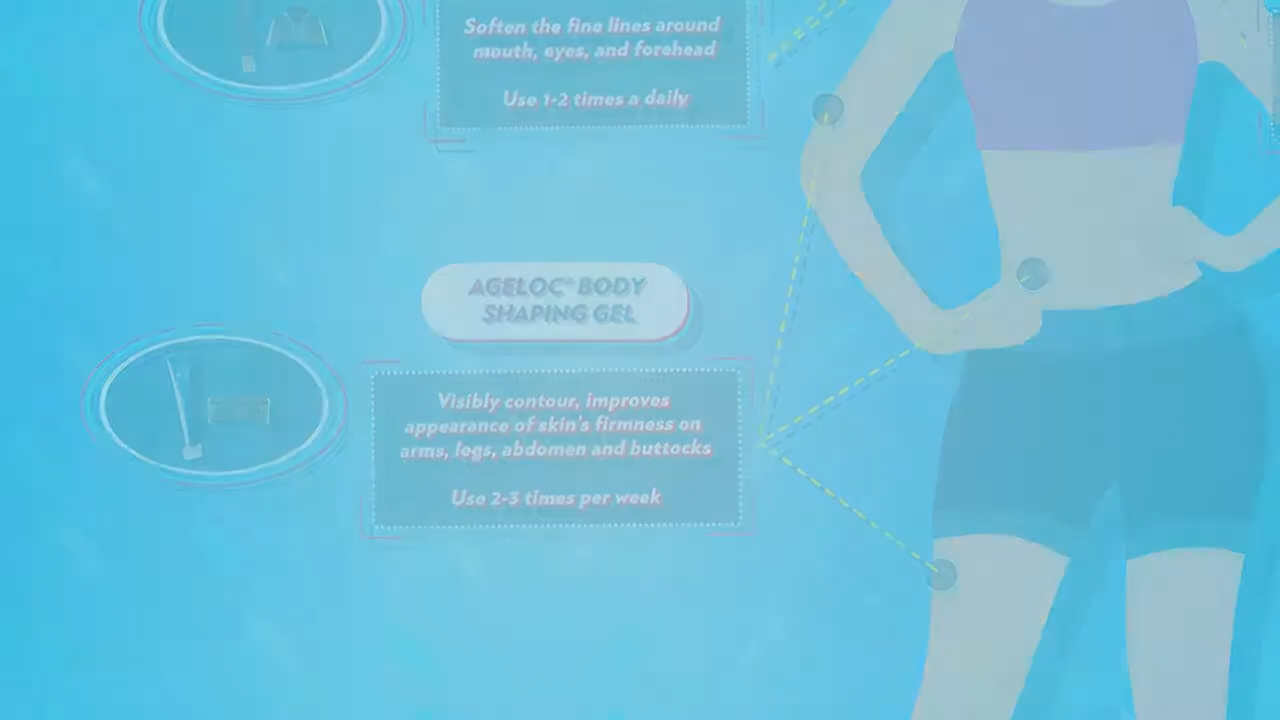 Soften the fine lines around
mouth, eyes, and forehead
Use 1-2 times a daily
AGELOC® BODY
SHAPING GEL
Visibly contour, improves
appearance of skin's firmness on
arms, legs, abdomen and buttocks
Use 2-3 times per week